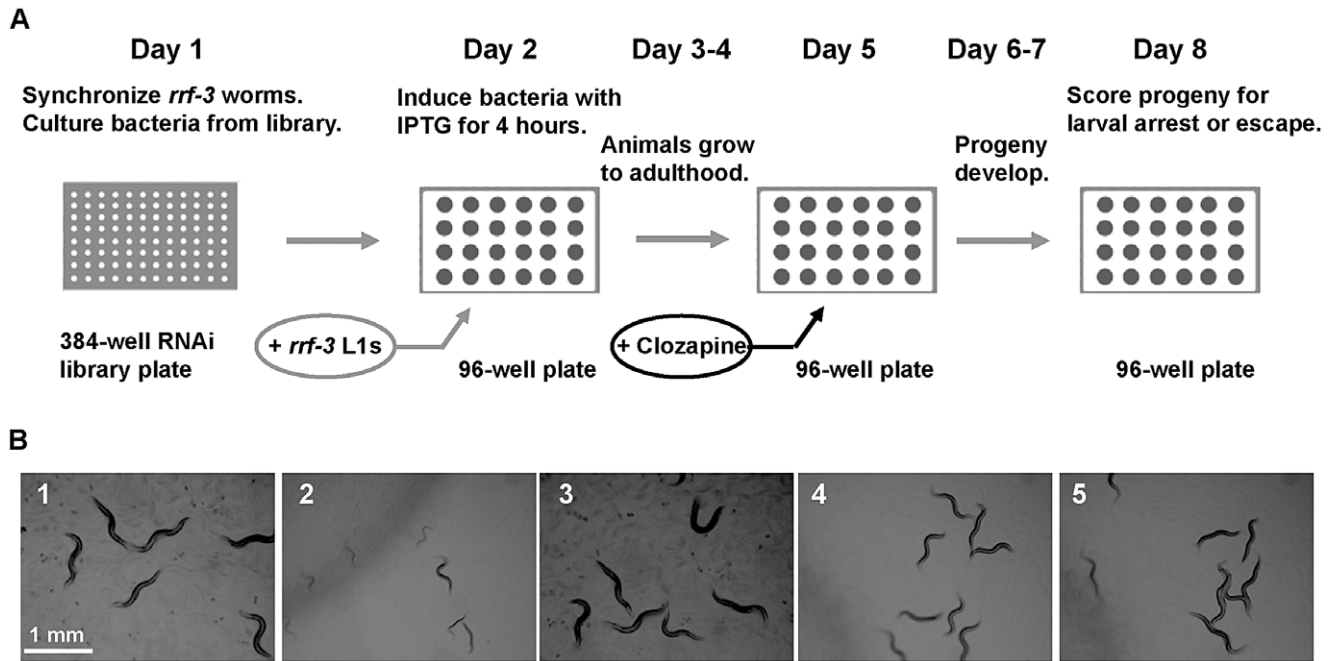 A
Day 1
Day 2
Day 3-4
Day 5
Day 6-7
Day 8
Synchronize rrf-3 worms.
Culture bacteria from library.
Induce bacteria with
IPTG for 4 hours.
Animals grow
to adulthood.
Progeny
develop.
Score progeny for
larval arrest or escape.
384-well RNAi
library plate
+ rrf-3 L1s
96-well plate
+ Clozapine
96-well plate
96-well plate
B
1
2
3
4
5
1 mm